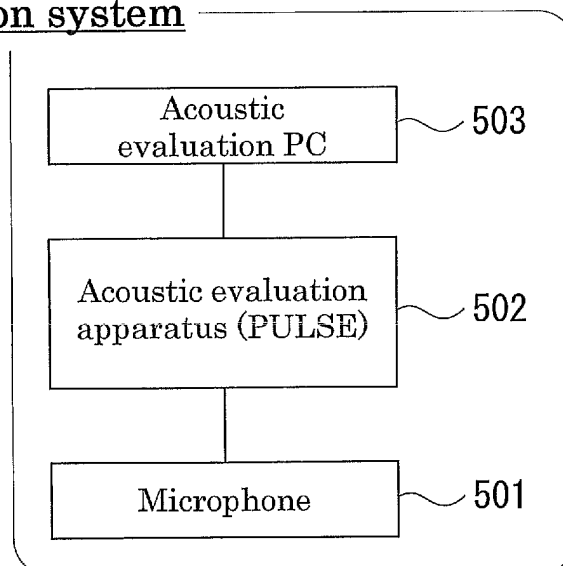 on system
Acoustic
evaluation PC
503
Acoustic evaluation
apparatus (PULSE)
502
Microphone
501